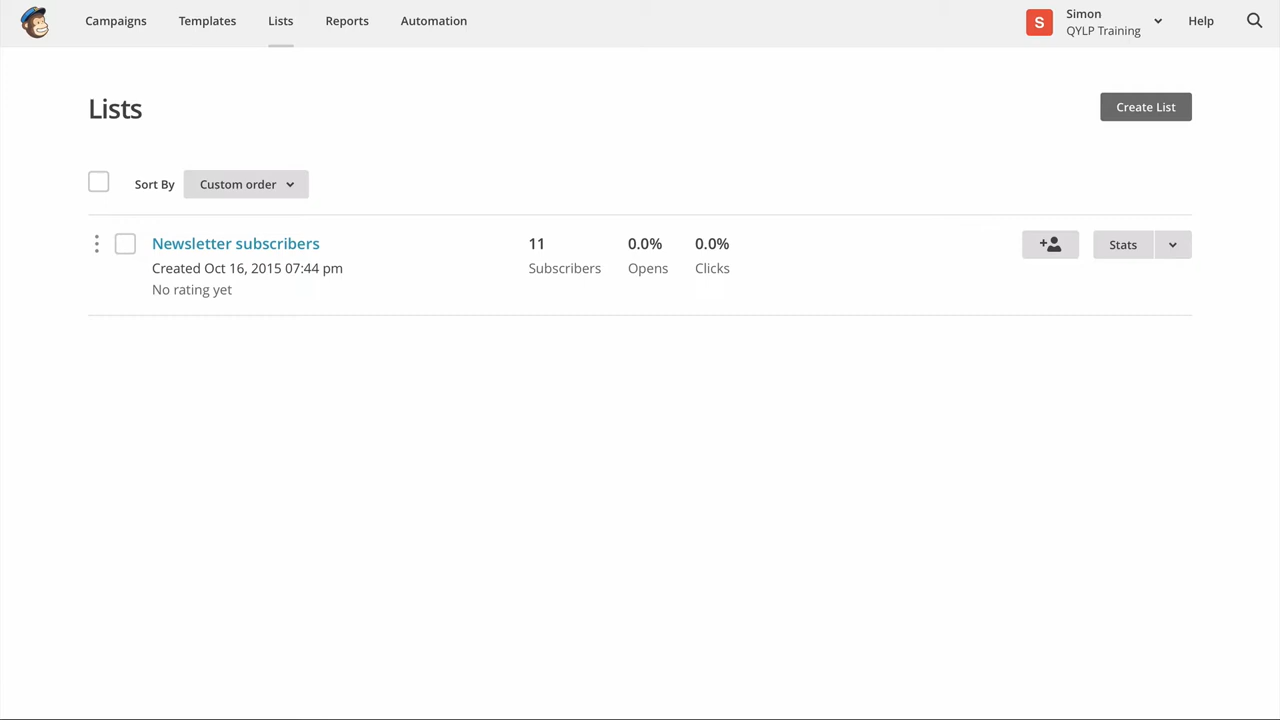 Campaigns Templates Lists Reports Automation
S
Simon
QYLP Training
Help
Lists
Create List
Sort By Custom order
Newsletter subscribers
Created Oct 16, 2015 07:44 pm
No rating yet
11
Subscribers
0.0%
Opens
0.0%
Clicks
Stats